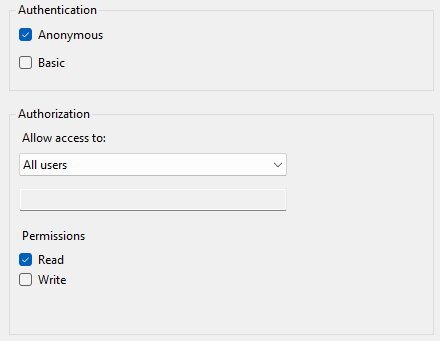 Authentication
Anonymous
Basic
Authorization
Allow access to:
All users
Permissions
Read
Write